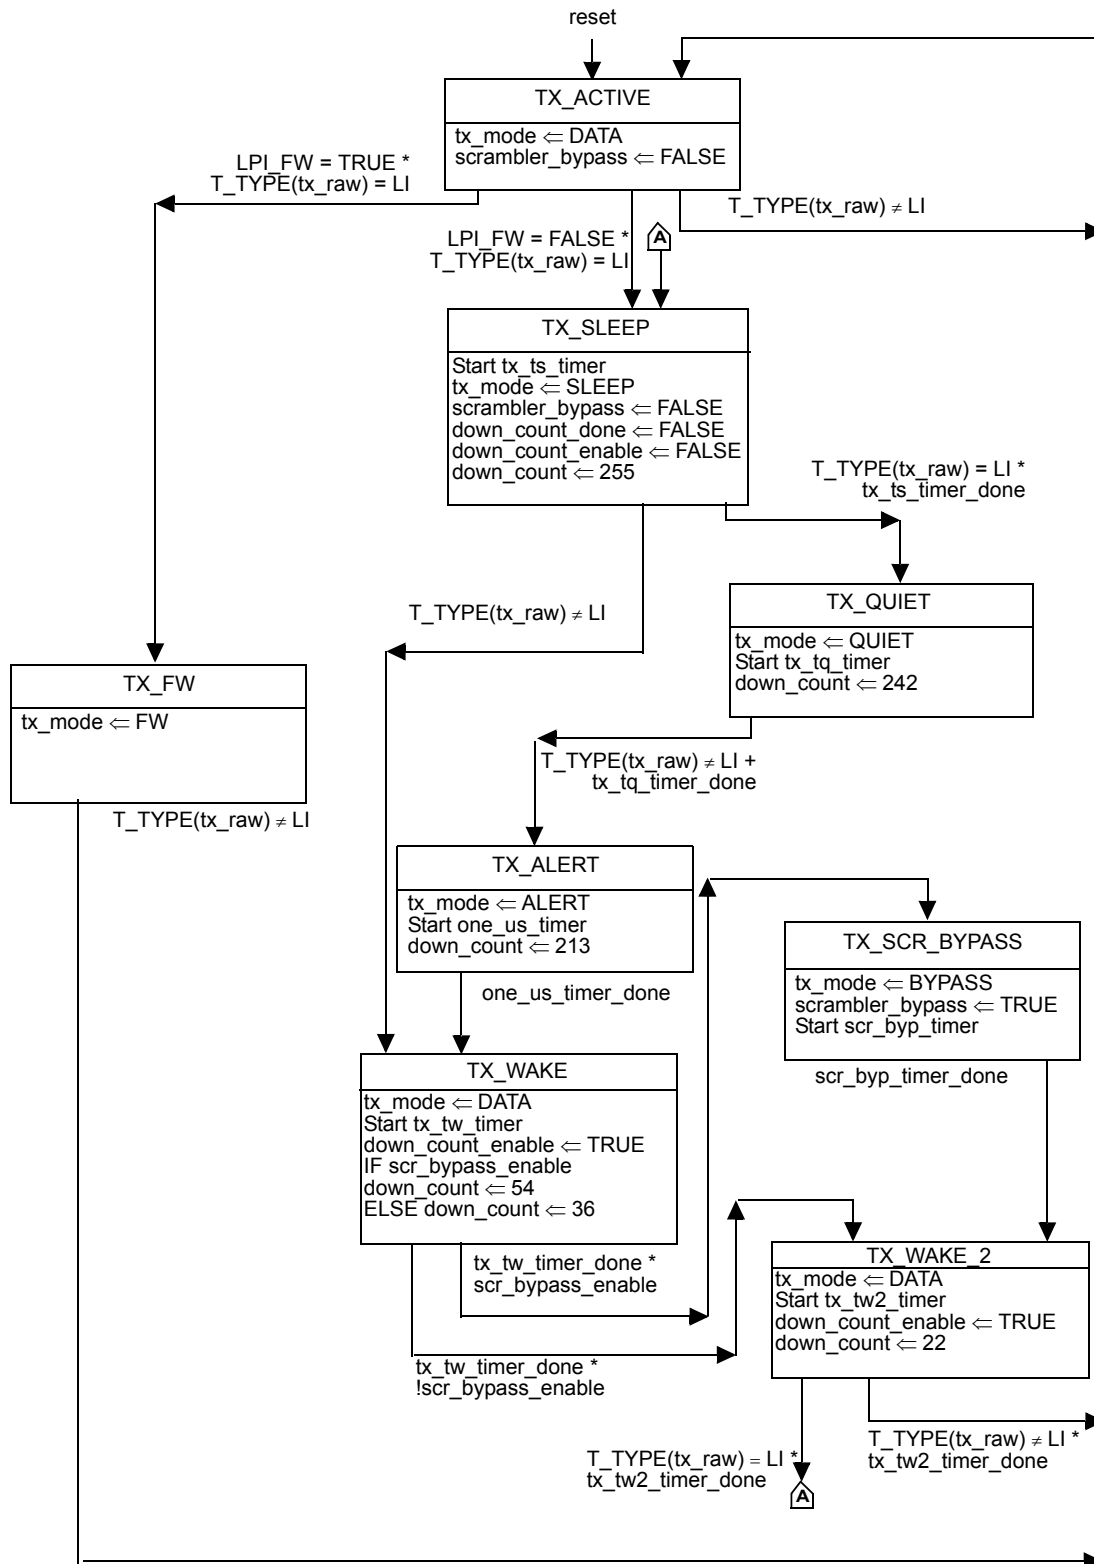 reset
TX_ACTIVE
tx_mode ⇐ DATA
scrambler_bypass ⇐ FALSE
LPI_FW = TRUE *
T_TYPE(tx_raw) = LI
T_TYPE(tx_raw) ≠ LI
LPI_FW = FALSE *
T_TYPE(tx_raw) = LI
A
TX_SLEEP
Start tx_ts_timer
tx_mode ⇐ SLEEP
scrambler_bypass ⇐ FALSE
down_count_done ⇐ FALSE
down_count_enable ⇐ FALSE
down_count ⇐ 255
T_TYPE(tx_raw) = LI *
tx_ts_timer_done
T_TYPE(tx_raw) ≠ LI
TX_QUIET
tx_mode ⇐ QUIET
Start tx_tq_timer
down_count ⇐ 242
TX_FW
tx_mode ⇐ FW
T_TYPE(tx_raw) ≠ LI
T_TYPE(tx_raw) ≠ LI +
tx_tq_timer_done
TX_ALERT
tx_mode ⇐ ALERT
Start one_us_timer
down_count ⇐ 213
one_us_timer_done
TX_SCR_BYPASS
tx_mode ⇐ BYPASS
scrambler_bypass ⇐ TRUE
Start scr_byp_timer
scr_byp_timer_done
TX_WAKE
tx_mode ⇐ DATA
Start tx_tw_timer
down_count_enable ⇐ TRUE
IF scr_bypass_enable
down_count ⇐ 54
ELSE down_count ⇐ 36
tx_tw_timer_done *
scr_bypass_enable
tx_tw_timer_done *
!scr_bypass_enable
TX_WAKE_2
tx_mode ⇐ DATA
Start tx_tw2_timer
down_count_enable ⇐ TRUE
down_count ⇐ 22
T_TYPE(tx_raw) = LI *
tx_tw2_timer_done
A
T_TYPE(tx_raw) ≠ LI *
tx_tw2_timer_done